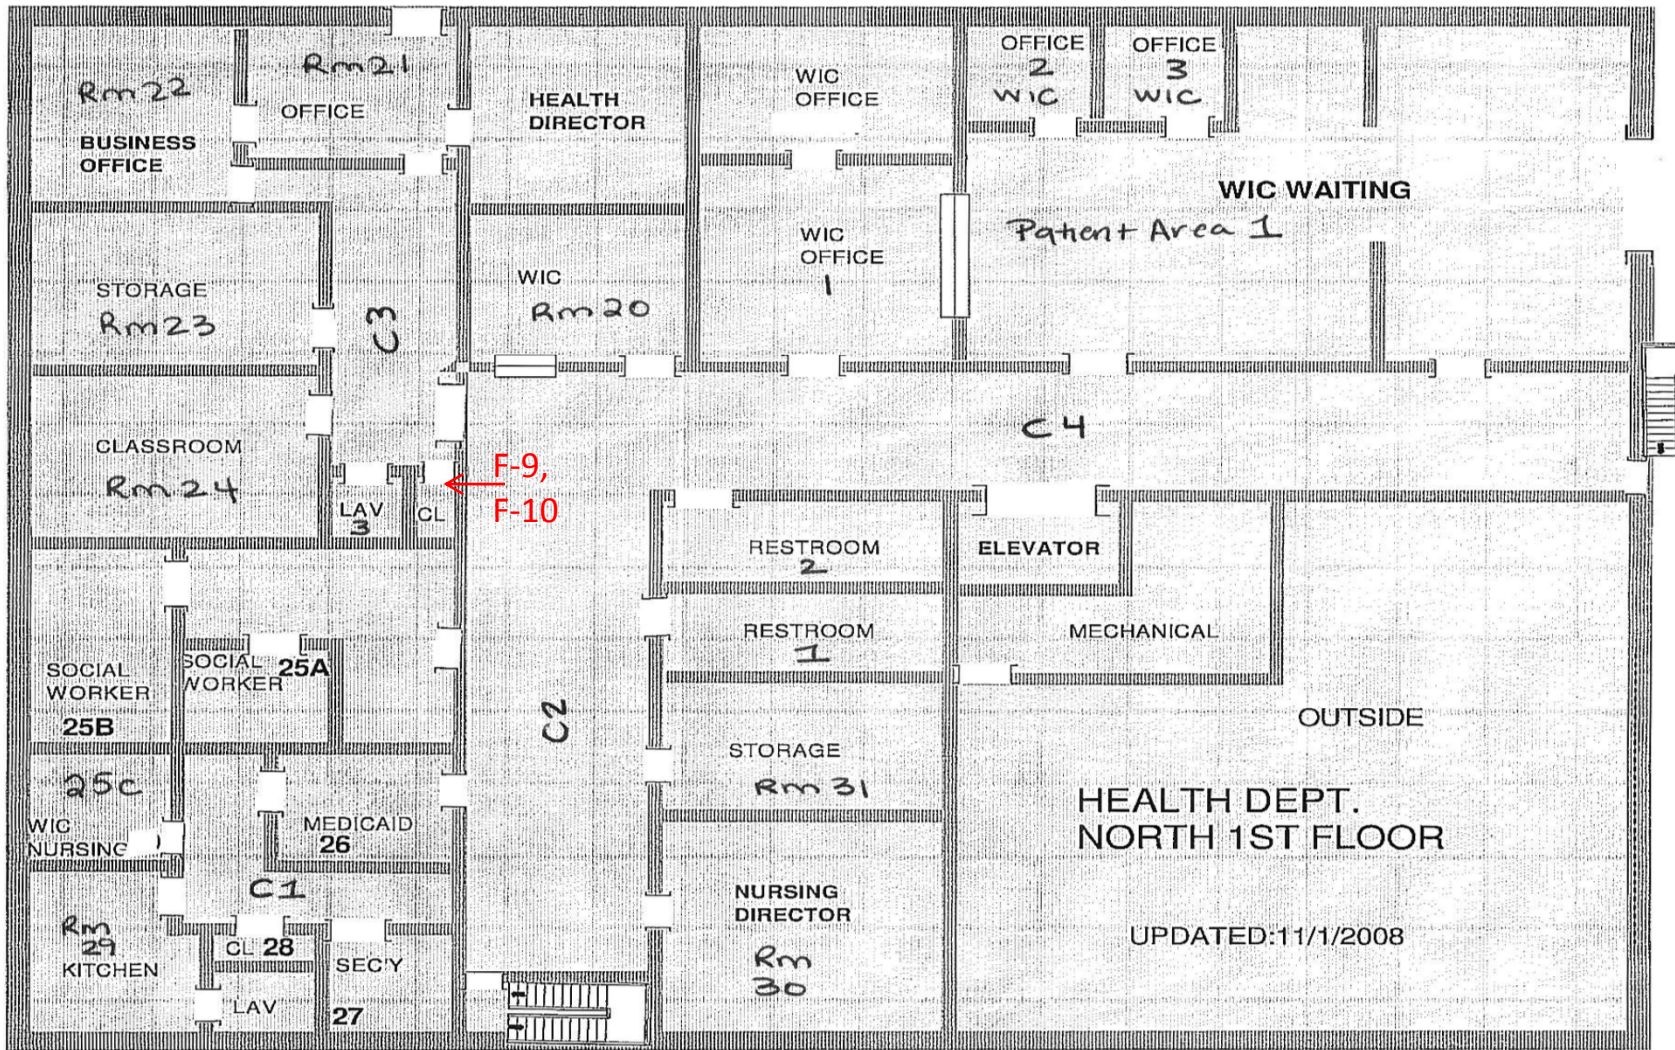 Rm 22
BUSINESS
OFFICE
Rm 21
OFFICE
HEALTH
DIRECTOR
WIC
OFFICE
OFFICE
2
WIC
OFFICE
3
WIC
WIC WAITING
Patient Area 1
STORAGE
Rm 23
C3
WIC
Rm 20
WIC
OFFICE
1
CLASSROOM
Rm 24
LAV
3
CL
F-9,
F-10
C4
RESTROOM
2
ELEVATOR
RESTROOM
1
MECHANICAL
SOCIAL
WORKER
25B
SOCIAL
WORKER
25A
C2
STORAGE
Rm 31
OUTSIDE
25C
WIC
NURSING
MEDICAID
26
HEALTH DEPT.
NORTH 1ST FLOOR
C1
NURSING
DIRECTOR
Rm
30
UPDATED:11/1/2008
Rm
29
KITCHEN
CL 28
LAV
SEC'Y
27